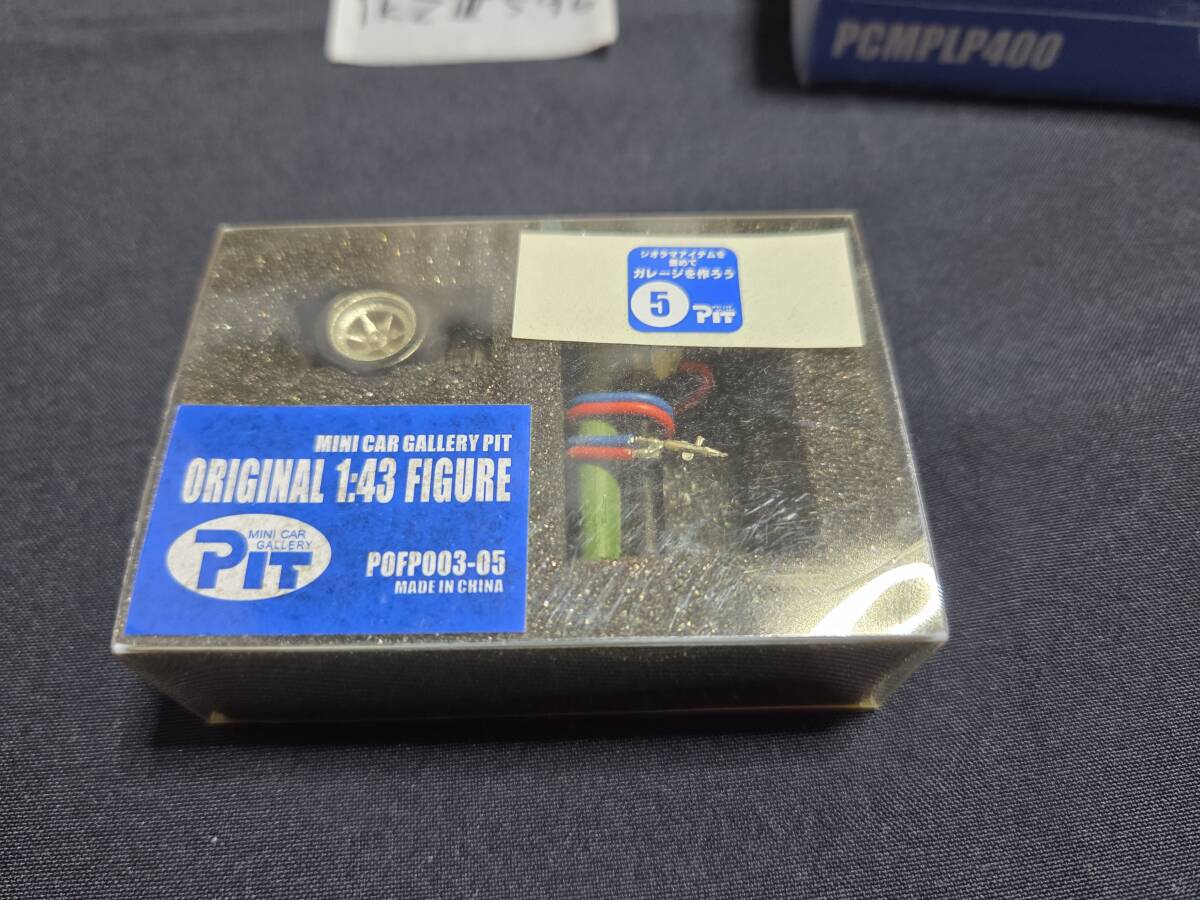 PCMPLP400
ジオラマアイテムを
集めて
ガレージを作ろう
5
PIT
MINI CAR GALLERY PIT
ORIGINAL 1:43 FIGURE
MINI CAR
GALLERY
PIT
POFP003-05
MADE IN CHINA